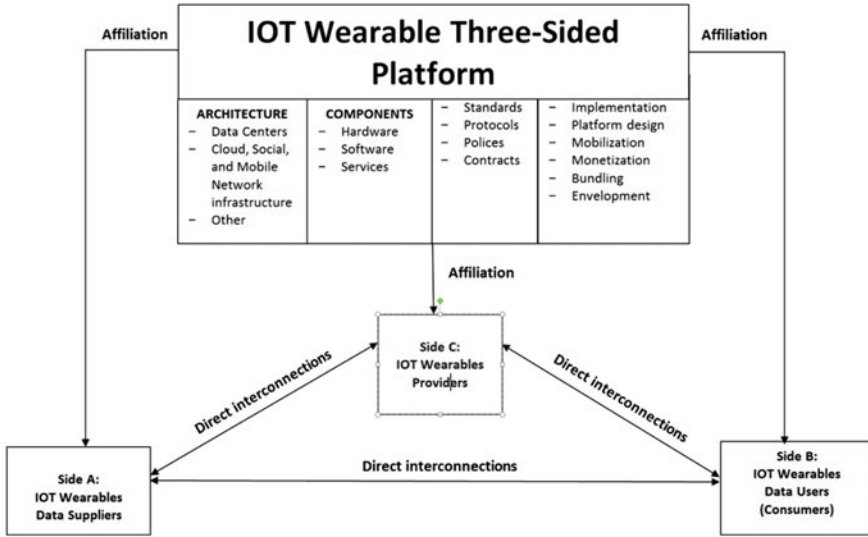 Affiliation
IOT Wearable Three-Sided
Platform
Affiliation
ARCHITECTURE
– Data Centers
– Cloud, Social,
and Mobile
Network
infrastructure
– Other
COMPONENTS
– Hardware
– Software
– Services
– Standards
– Protocols
– Polices
– Contracts
– Implementation
– Platform design
– Mobilization
– Monetization
– Bundling
– Envelopment
Affiliation
Side C:
IOT Wearables
Providers
Direct interconnections
Direct interconnections
Direct interconnections
Side A:
IOT Wearables
Data Suppliers
Side B:
IOT Wearables
Data Users
(Consumers)